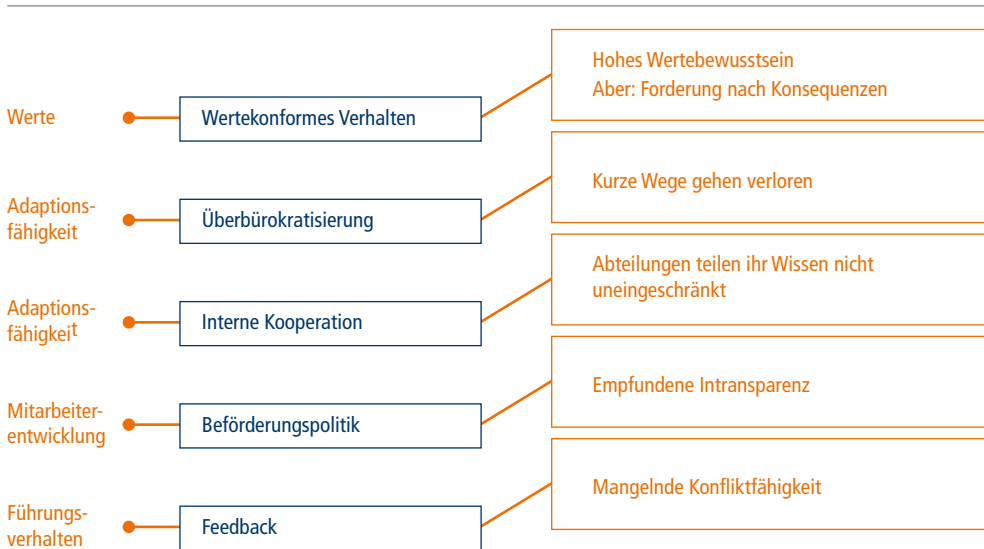 Werte
Wertekonformes Verhalten
Hohes Wertebewusstsein
Aber: Forderung nach Konsequenzen
Adaptions-
fähigkeit
Überbürokratisierung
Kurze Wege gehen verloren
Adaptions-
fähigkeit
Interne Kooperation
Abteilungen teilen ihr Wissen nicht
uneingeschränkt
Mitarbeiter-
entwicklung
Beförderungspolitik
Empfundene Intransparenz
Führungs-
verhalten
Feedback
Mangelnde Konfliktfähigkeit